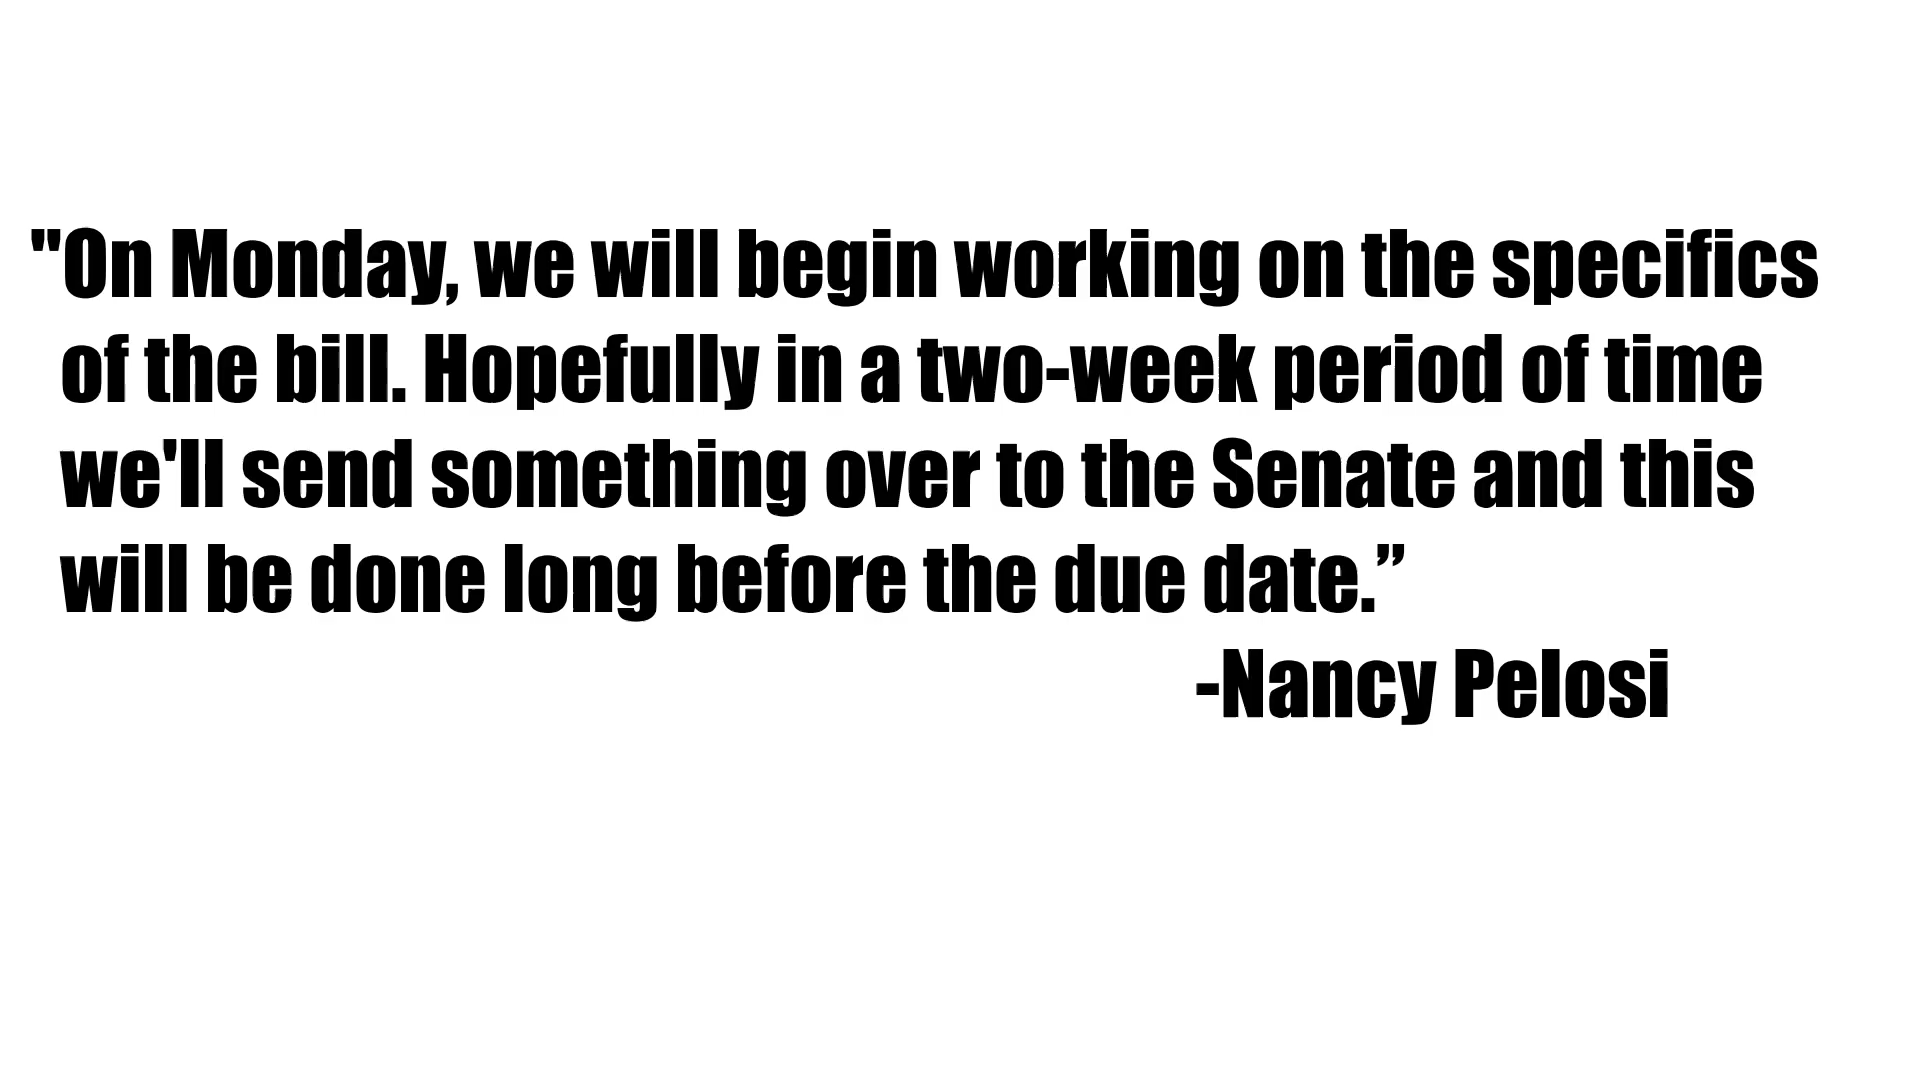 "On Monday, we will begin working on the specifics
of the bill. Hopefully in a two-week period of time
we'll send something over to the Senate and this
will be done long before the due date.”
-Nancy Pelosi